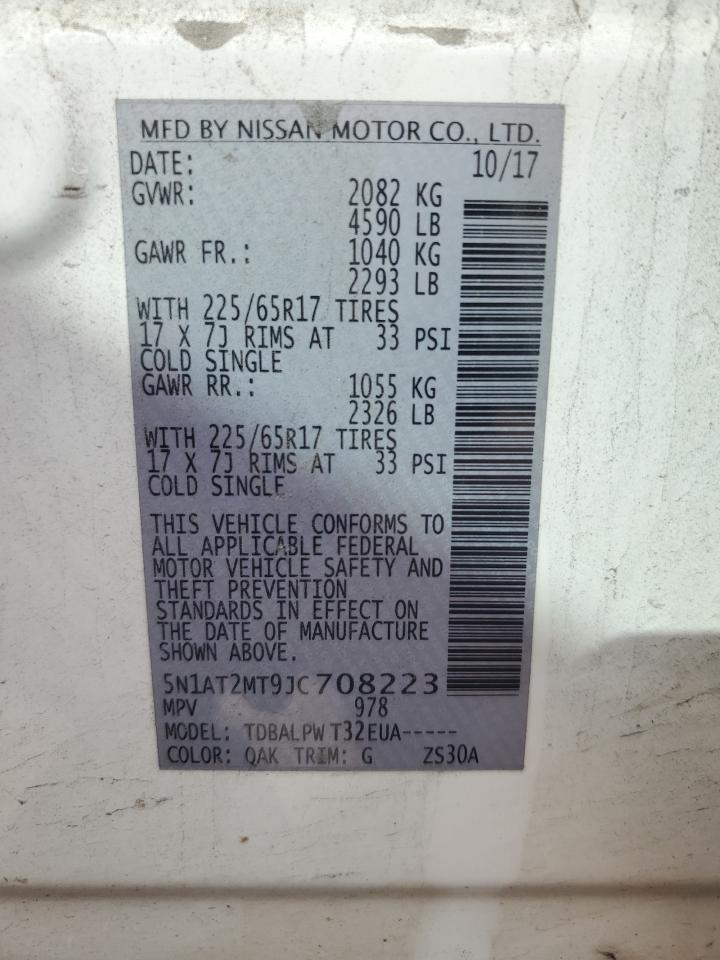 MFD BY NISSAN MOTOR CO., LTD.
DATE: 10/17
GVWR: 2082 KG
4590 LB
GAWR FR.: 1040 KG
2293 LB
WITH 225/65R17 TIRES
17 X 7J RIMS AT 33 PSI
COLD SINGLE
GAWR RR.: 1055 KG
2326 LB
WITH 225/65R17 TIRES
17 X 7J RIMS AT 33 PSI
COLD SINGLE
THIS VEHICLE CONFORMS TO
ALL APPLICABLE FEDERAL
MOTOR VEHICLE SAFETY AND
THEFT PREVENTION
STANDARDS IN EFFECT ON
THE DATE OF MANUFACTURE
SHOWN ABOVE.
5N1AT2MT9JC708223
MPV 978
MODEL: TDBALPW T32EUA-----
COLOR: QAK TRIM: G ZS30A